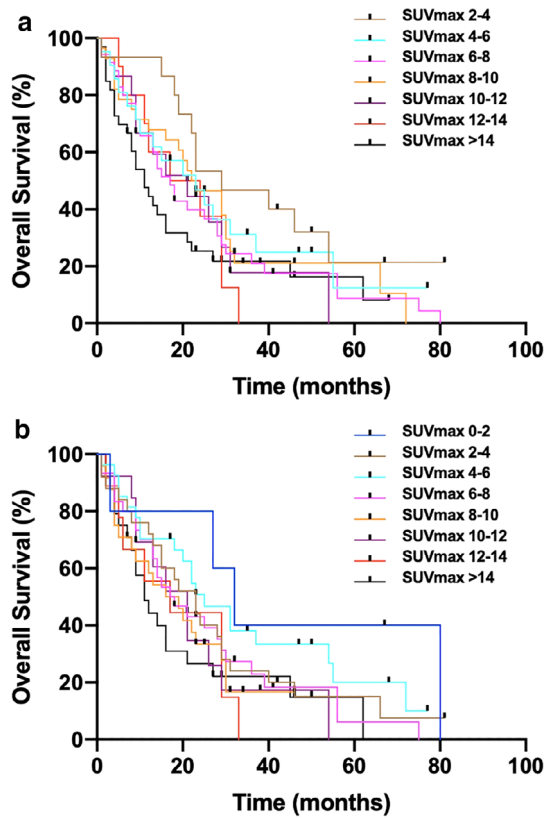 a
SUVmax 2-4
SUVmax 4-6
SUVmax 6-8
SUVmax 8-10
SUVmax 10-12
SUVmax 12-14
SUVmax >14
Overall Survival (%)
100
80
60
40
20
0
0 20 40 60 80 100
Time (months)
b
SUVmax 0-2
SUVmax 2-4
SUVmax 4-6
SUVmax 6-8
SUVmax 8-10
SUVmax 10-12
SUVmax 12-14
SUVmax >14
Overall Survival (%)
100
80
60
40
20
0
0 20 40 60 80 100
Time (months)